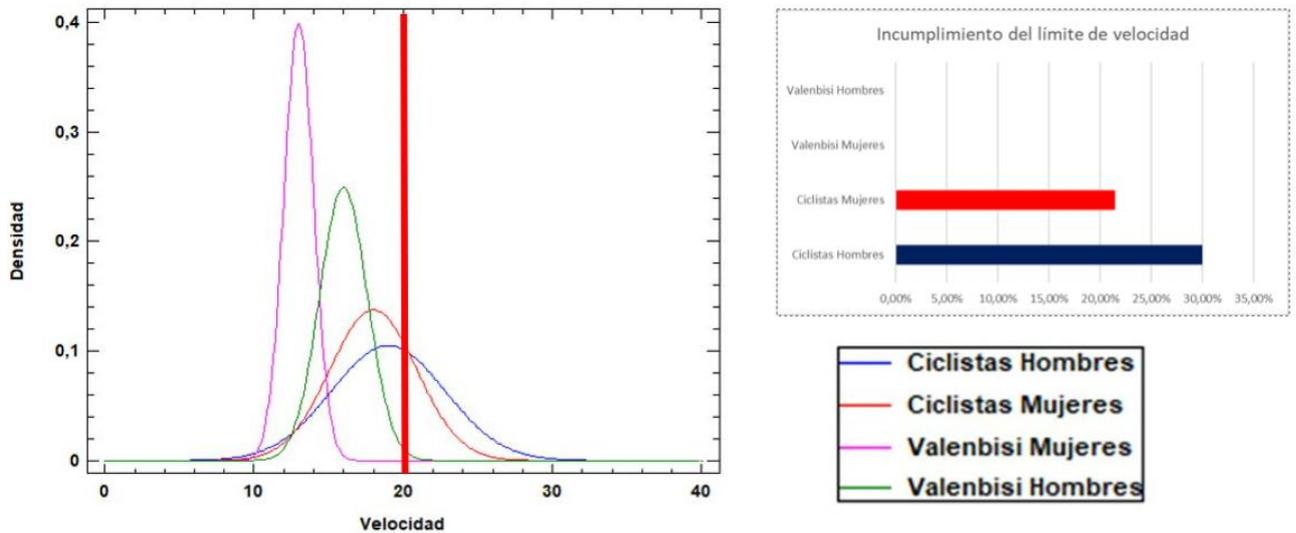 0,4
0,3
0,2
0,1
0
Densidad
0
10
20
30
40
Velocidad
Incumplimiento del límite de velocidad
Valenbisi Hombres
Valenbisi Mujeres
Ciclistas Mujeres
Ciclistas Hombres
0,00% 5,00% 10,00% 15,00% 20,00% 25,00% 30,00% 35,00%
Ciclistas Hombres
Ciclistas Mujeres
Valenbisi Mujeres
Valenbisi Hombres